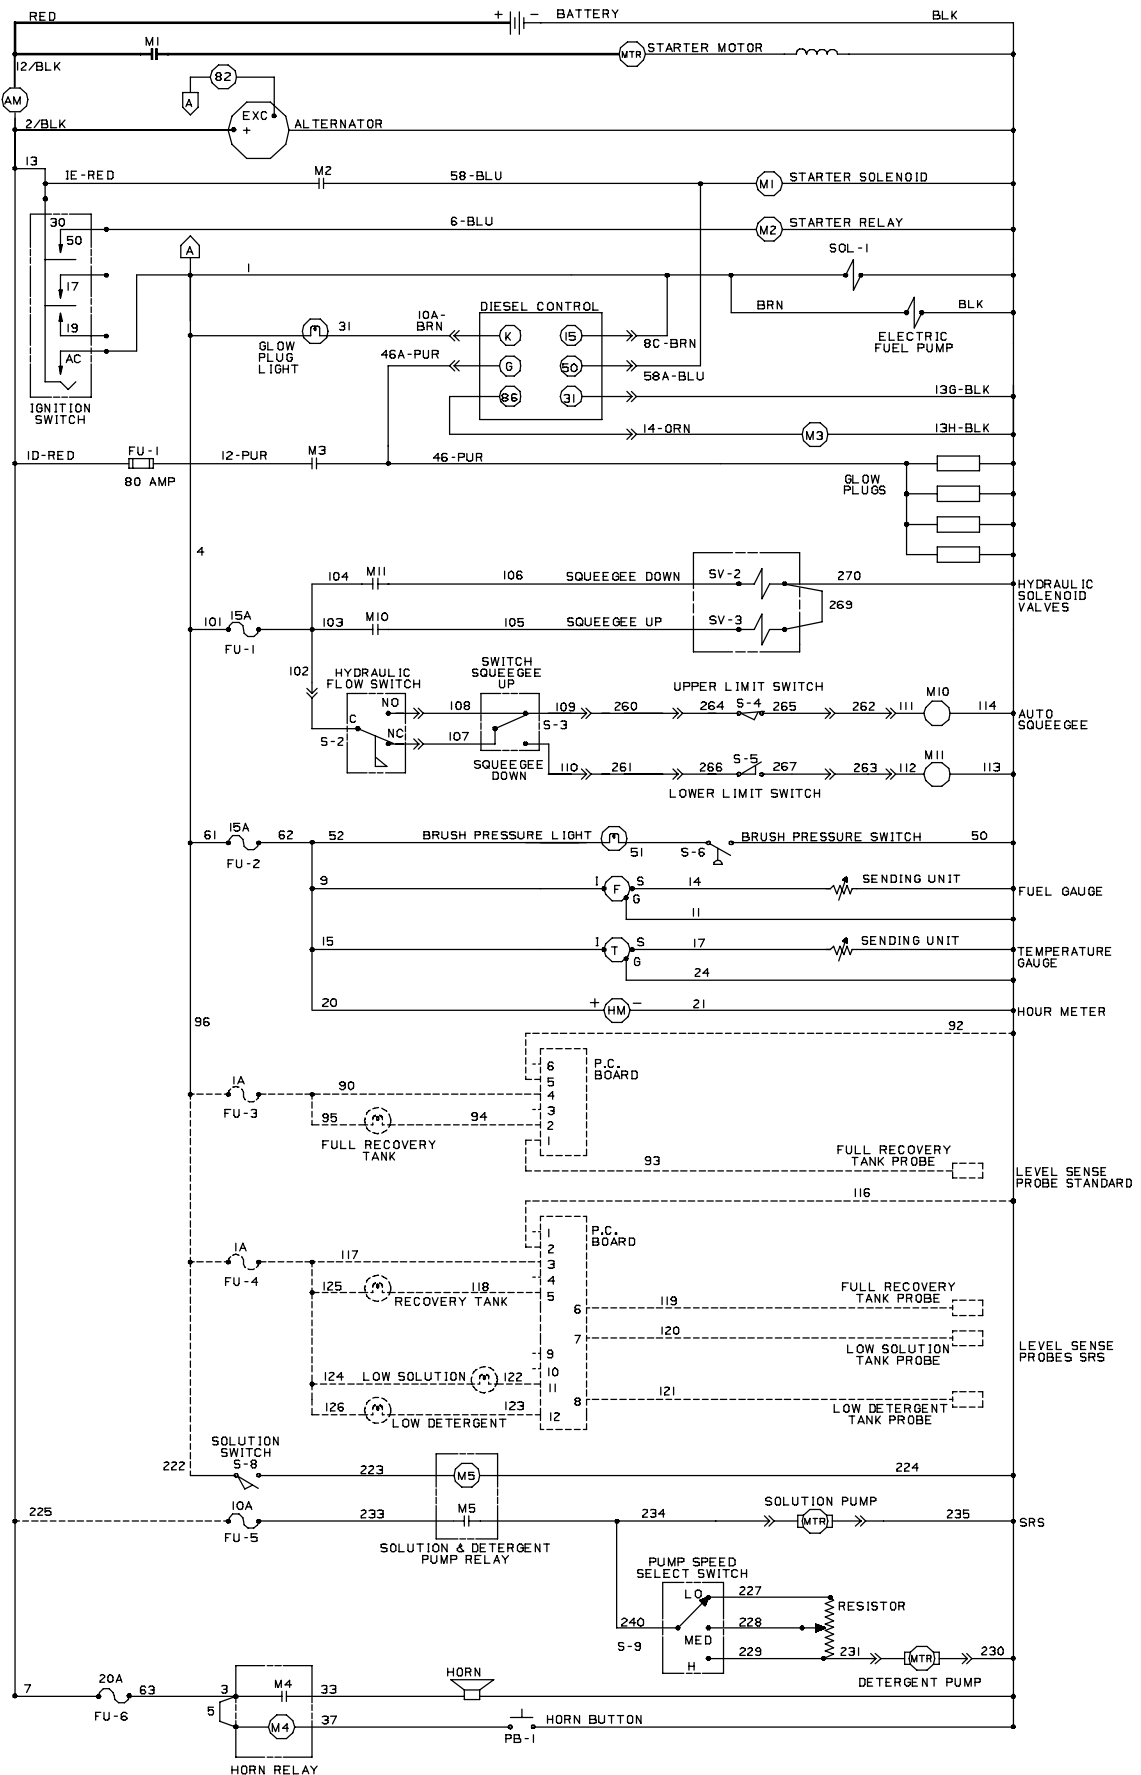 RED
+ − BATTERY
BLK
M1
MTR
STARTER MOTOR
12/BLK
82
A
AM
EXC
2/BLK
+
ALTERNATOR
13
1E-RED
M2
58-BLU
M1
STARTER SOLENOID
30
6-BLU
M2
STARTER RELAY
50
A
SOL-1
1
17
DIESEL CONTROL
BRN
BLK
10A-
BRN
19
31
K
15
8C-BRN
ELECTRIC
FUEL PUMP
GLOW
PLUG
LIGHT
46A-PUR
AC
G
50
58A-BLU
86
31
13G-BLK
IGNITION
SWITCH
14-ORN
M3
13H-BLK
1D-RED
FU-1
12-PUR
M3
46-PUR
80 AMP
GLOW
PLUGS
4
104
M11
106
SQUEEGEE DOWN
SV-2
270
HYDRAULIC
SOLENOID
VALVES
269
101
15A
103
M10
105
SQUEEGEE UP
SV-3
FU-1
102
HYDRAULIC
FLOW SWITCH
SWITCH
SQUEEGEE
UP
UPPER LIMIT SWITCH
NO
108
109
260
264
S-4
265
262
111
M10
114
AUTO
SQUEEGEE
C
S-2
NC
107
S-3
SQUEEGEE
DOWN
110
261
266
S-5
267
263
112
M11
113
LOWER LIMIT SWITCH
61
15A
62
52
BRUSH PRESSURE LIGHT
51
S-6
BRUSH PRESSURE SWITCH
50
FU-2
9
I
F
S
G
14
SENDING UNIT
FUEL GAUGE
11
15
I
T
S
G
17
SENDING UNIT
TEMPERATURE
GAUGE
24
20
+ HM −
21
HOUR METER
96
92
6
5
4
3
2
1
P.C.
BOARD
1A
90
FU-3
95
94
FULL RECOVERY
TANK
93
FULL RECOVERY
TANK PROBE
LEVEL SENSE
PROBE STANDARD
116
1
2
3
4
5
P.C.
BOARD
1A
117
FU-4
125
118
RECOVERY TANK
6
119
FULL RECOVERY
TANK PROBE
7
120
LOW SOLUTION
TANK PROBE
LEVEL SENSE
PROBES SRS
9
10
124
LOW SOLUTION
122
11
8
121
LOW DETERGENT
TANK PROBE
126
123
12
LOW DETERGENT
SOLUTION
SWITCH
S-8
222
223
M5
224
225
10A
233
M5
234
SOLUTION PUMP
MTR
235
SRS
FU-5
SOLUTION & DETERGENT
PUMP RELAY
PUMP SPEED
SELECT SWITCH
LO
227
RESISTOR
240
228
S-9
MED
229
231
MTR
230
H
DETERGENT PUMP
7
20A
63
3
M4
33
HORN
FU-6
5
M4
37
HORN BUTTON
PB-1
HORN RELAY